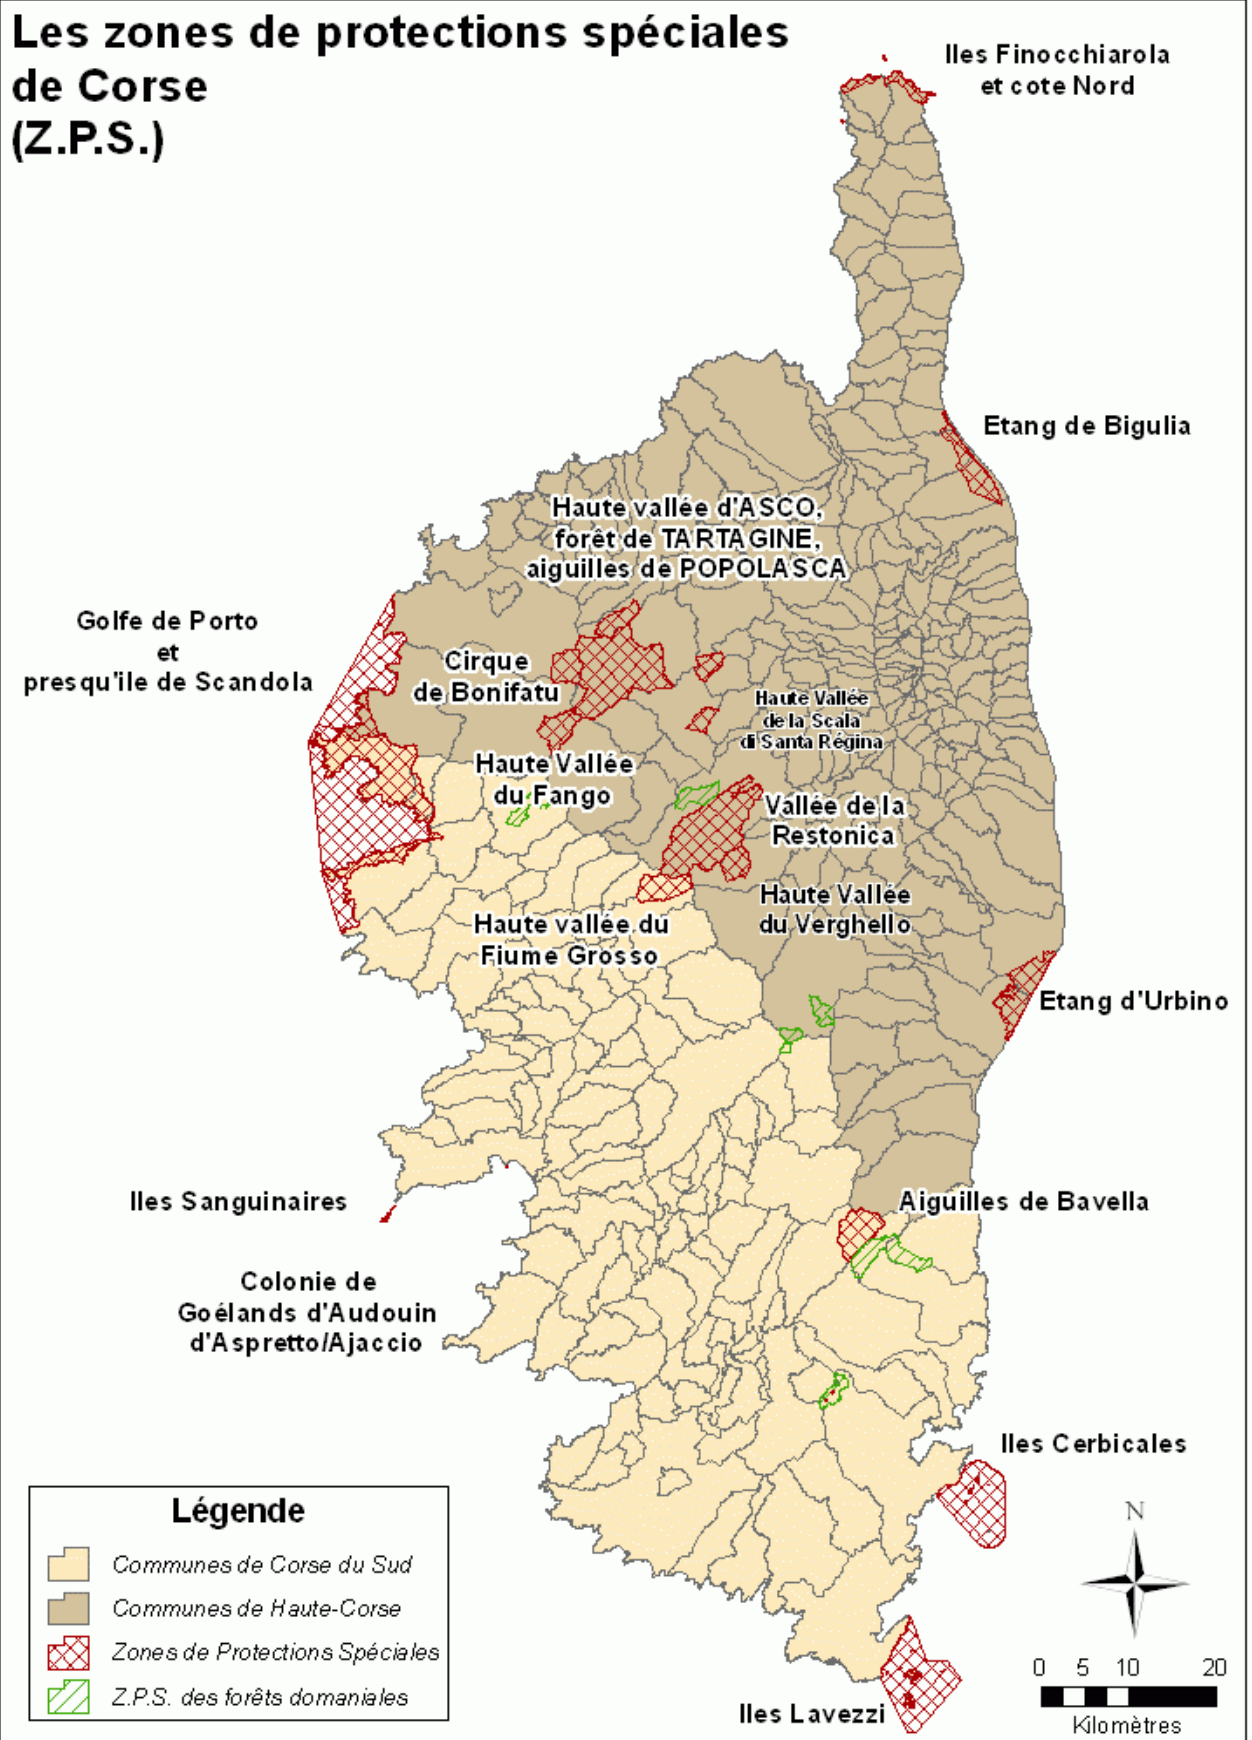 Les zones de protections spéciales
de Corse
(Z.P.S.)
Iles Finocchiarola
et cote Nord
Etang de Bigulia
Haute vallée d'ASCO,
forêt de TARTAGINE,
aiguilles de POPOLASCA
Golfe de Porto
et
presqu'ile de Scandola
Cirque
de Bonifatu
Haute Vallée
de la Scala
di Santa Régina
Haute Vallée
du Fango
Vallée de la
Restonica
Haute Vallée
du Verghello
Haute vallée du
Fiume Grosso
Etang d'Urbino
Iles Sanguinaires
Aiguilles de Bavella
Colonie de
Goélands d'Audouin
d'Aspretto/Ajaccio
Iles Cerbicales
Iles Lavezzi
Légende
Communes de Corse du Sud
Communes de Haute-Corse
Zones de Protections Spéciales
Z.P.S. des forêts domaniales
N
0 5 10 20
Kilomètres